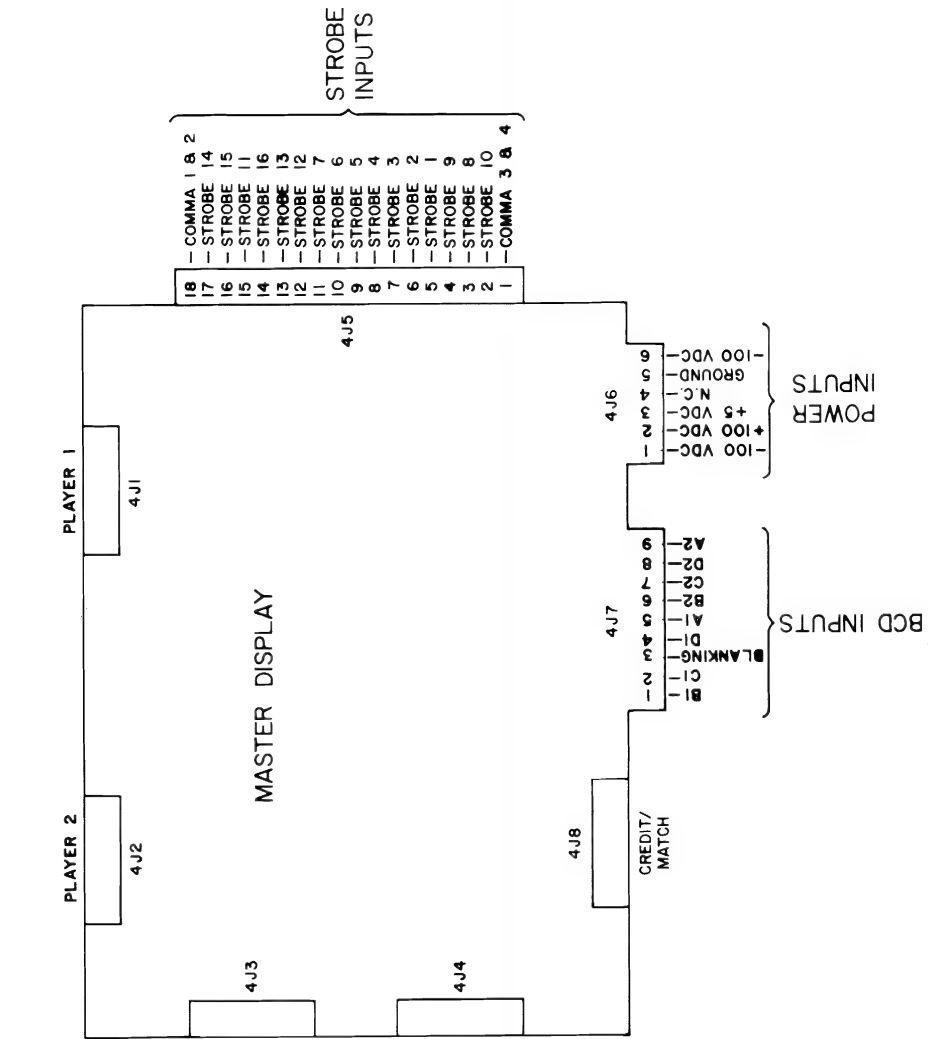 STROBE
INPUTS
18 – COMMA 1 & 2
17 – STROBE 14
16 – STROBE 15
15 – STROBE 11
14 – STROBE 16
13 – STROBE 13
12 – STROBE 12
11 – STROBE 7
10 – STROBE 6
9 – STROBE 5
8 – STROBE 4
7 – STROBE 3
6 – STROBE 2
5 – STROBE 1
4 – STROBE 9
3 – STROBE 8
2 – STROBE 10
1 – COMMA 3 & 4
4J5
PLAYER 1
4J1
PLAYER 2
4J2
MASTER DISPLAY
4J3
4J4
4J6
6 –100 VDC
5 –GROUND
4 –N.C.
3 –+5 VDC
2 –+100 VDC
1 –-100 VDC
POWER
INPUTS
4J7
9 –A2
8 –D2
7 –C2
6 –B2
5 –A1
4 –D1
3 –BLANKING
2 –C1
1 –B1
BCD INPUTS
4J8
CREDIT/
MATCH